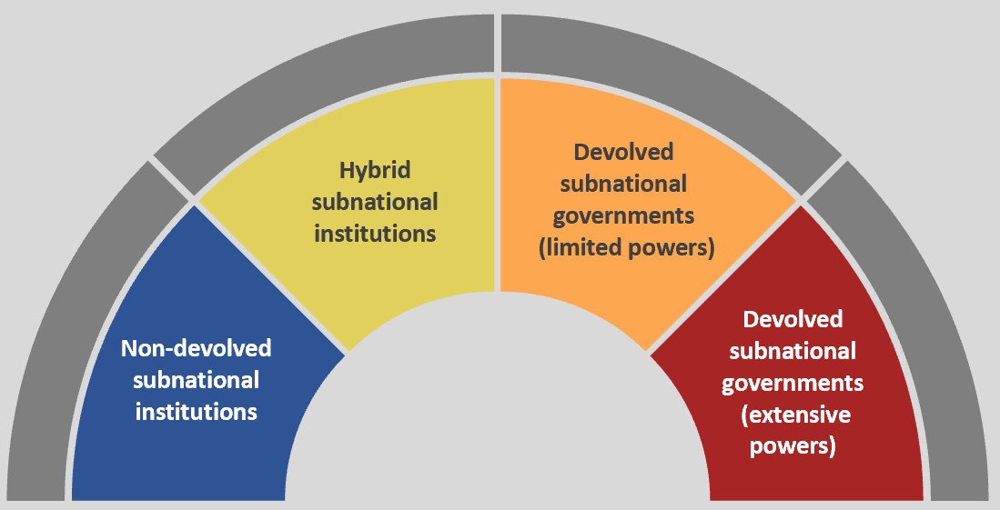 Non-devolved
subnational
institutions
Hybrid
subnational
institutions
Devolved
subnational
governments
(limited powers)
Devolved
subnational
governments
(extensive
powers)